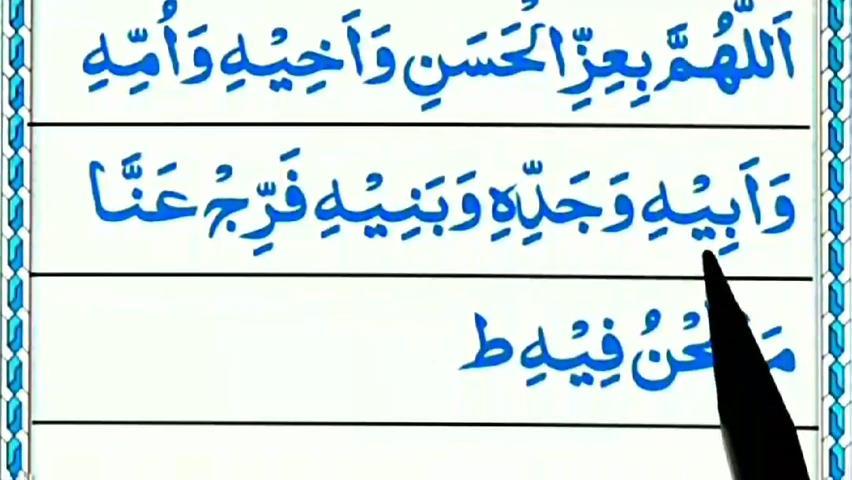 اَللّٰهُمَّ بِعِزِّالْحَسَنِ وَاَخِيْهِ وَاُمِّهِ
وَاَبِيْهِ وَجَدِّهِ وَبَنِيْهِ فَرِّجْ عَنَّا
فِيْهِ ط